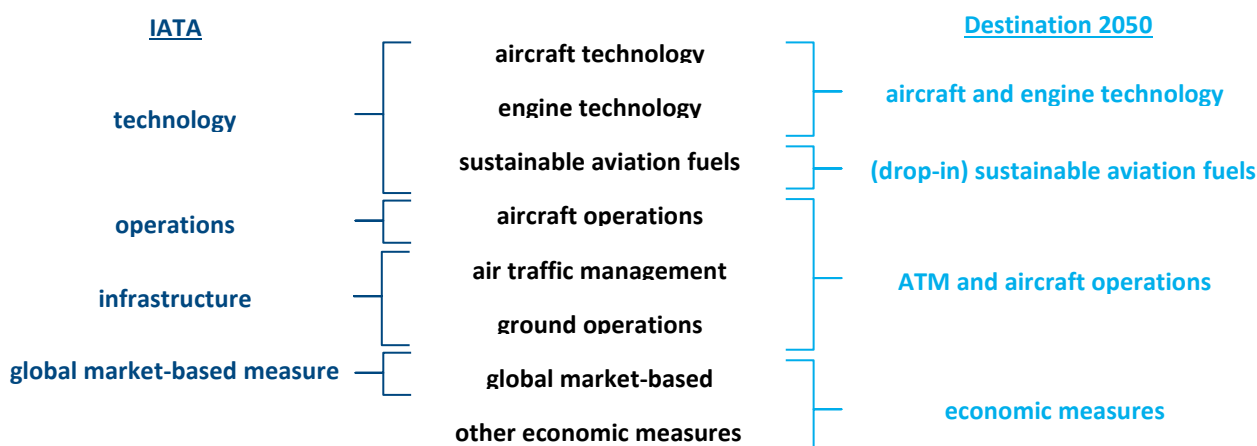 IATA
technology
operations
infrastructure
global market-based measure
aircraft technology
engine technology
sustainable aviation fuels
aircraft operations
air traffic management
ground operations
global market-based
other economic measures
Destination 2050
aircraft and engine technology
(drop-in) sustainable aviation fuels
ATM and aircraft operations
economic measures